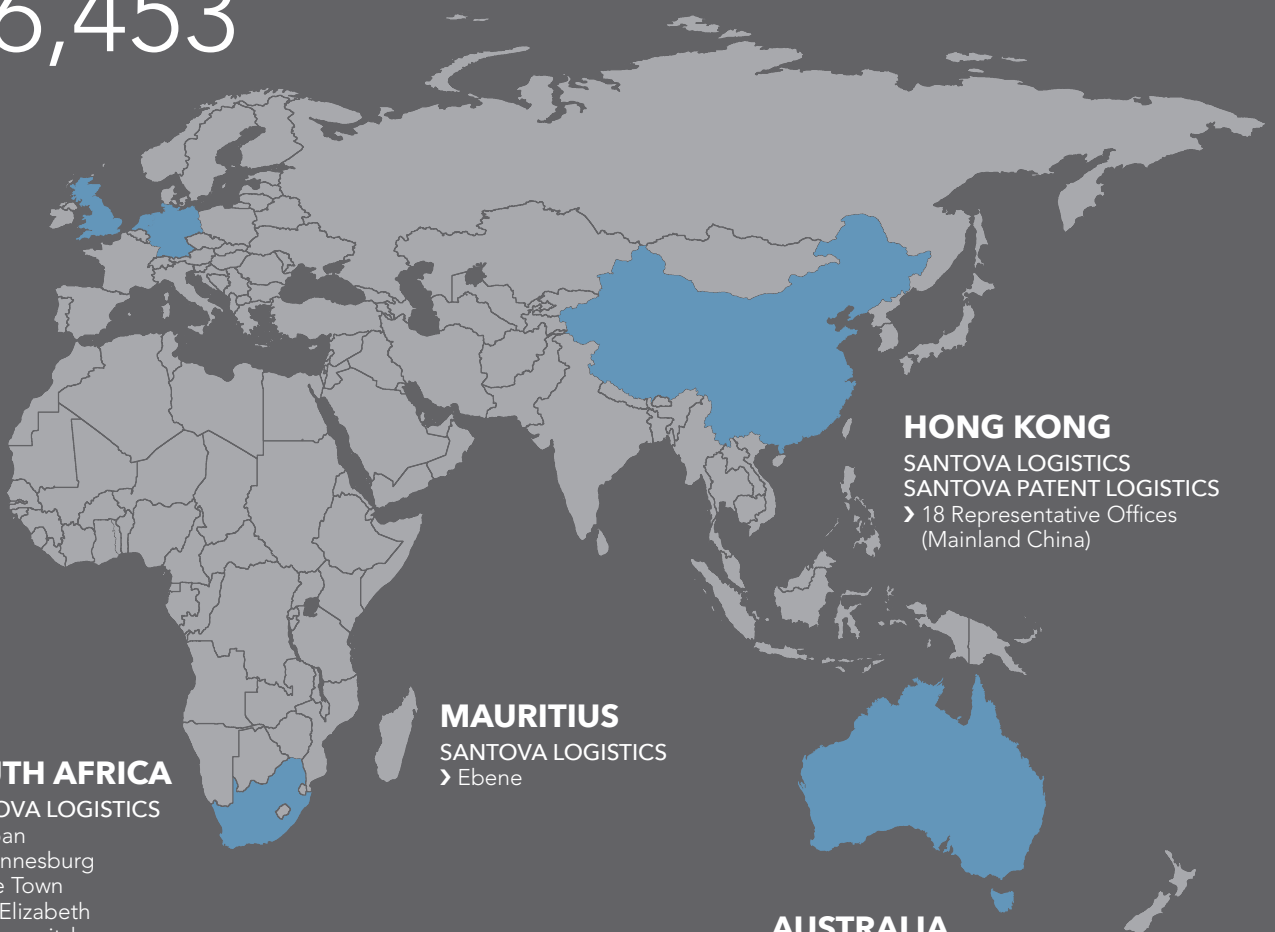 6,453
HONG KONG
SANTOVA LOGISTICS
SANTOVA PATENT LOGISTICS
› 18 Representative Offices
(Mainland China)
MAURITIUS
SANTOVA LOGISTICS
› Ebene
UTH AFRICA
OVA LOGISTICS
an
nnesburg
e Town
Elizabeth
AUSTRALIA